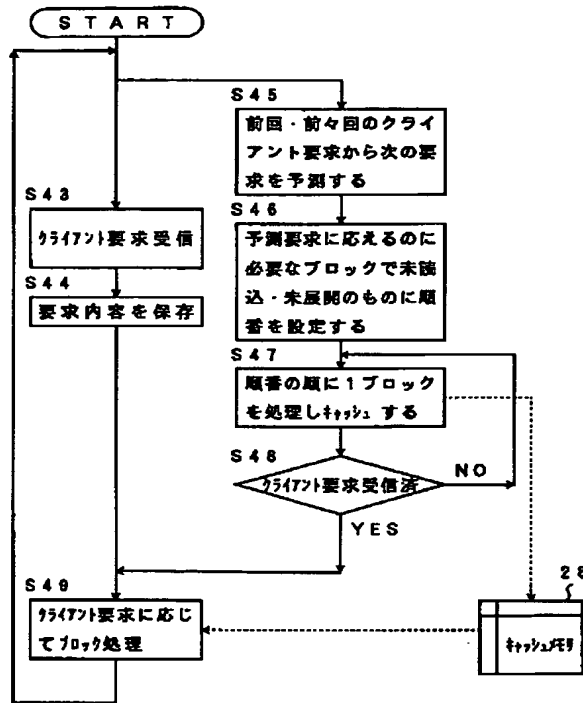 START
S45
前回・前々回のクライ
アント要求から次の要
求を予測する
S43
クライアント要求受信
S46
予測要求に応えるのに
必要なブロックで未読
込・未展開のものに順
番を設定する
S44
要求内容を保存
S47
順番の順に1ブロック
を処理しキャッシュする
S48
クライアント要求受信済
NO
YES
S49
クライアント要求に応じ
てブロック処理
28
キャッシュメモリ